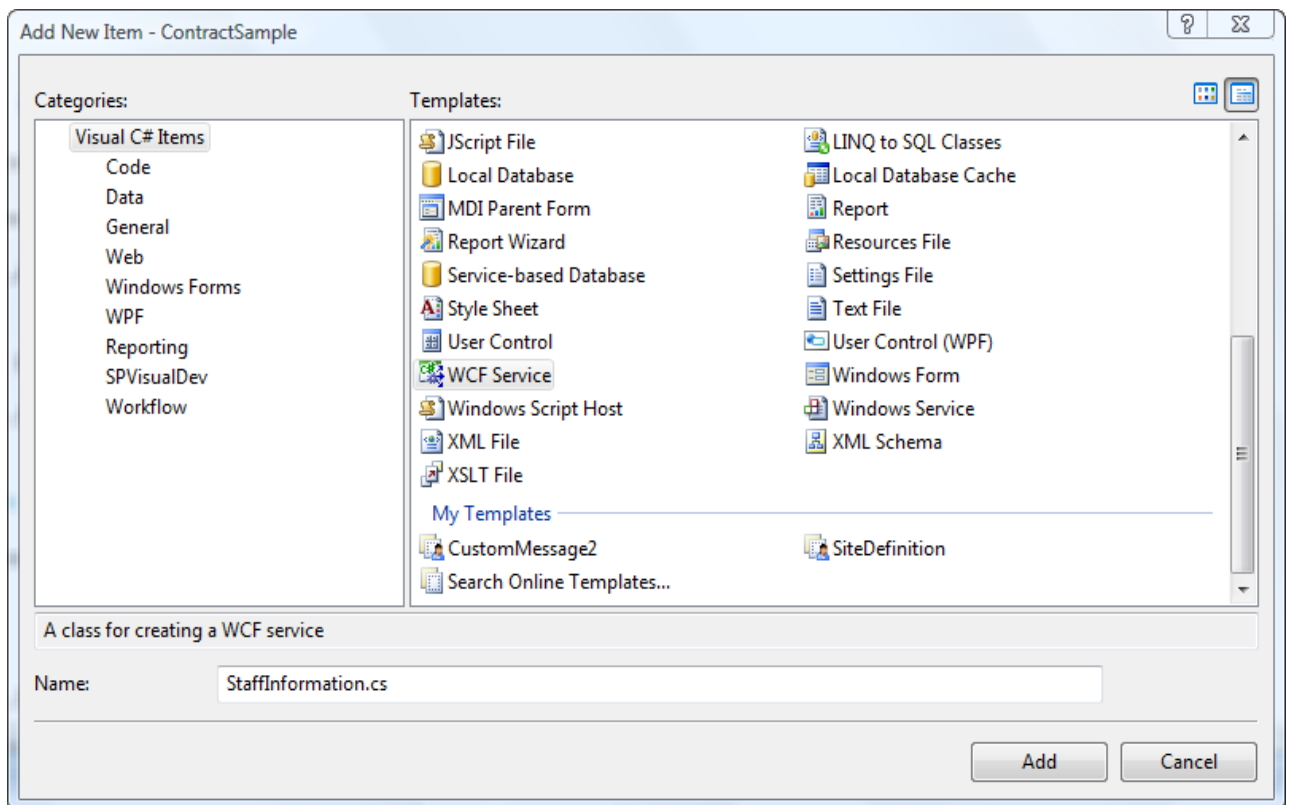 Add New Item - ContractSample
Categories:
Templates:
Visual C# Items
Code
Data
General
Web
Windows Forms
WPF
Reporting
SPVisualDev
Workflow
JScript File
LINQ to SQL Classes
Local Database
Local Database Cache
MDI Parent Form
Report
Report Wizard
Resources File
Service-based Database
Settings File
Style Sheet
Text File
User Control
User Control (WPF)
WCF Service
Windows Form
Windows Script Host
Windows Service
XML File
XML Schema
XSLT File
My Templates
CustomMessage2
SiteDefinition
Search Online Templates...
A class for creating a WCF service
Name:
StaffInformation.cs
Add
Cancel